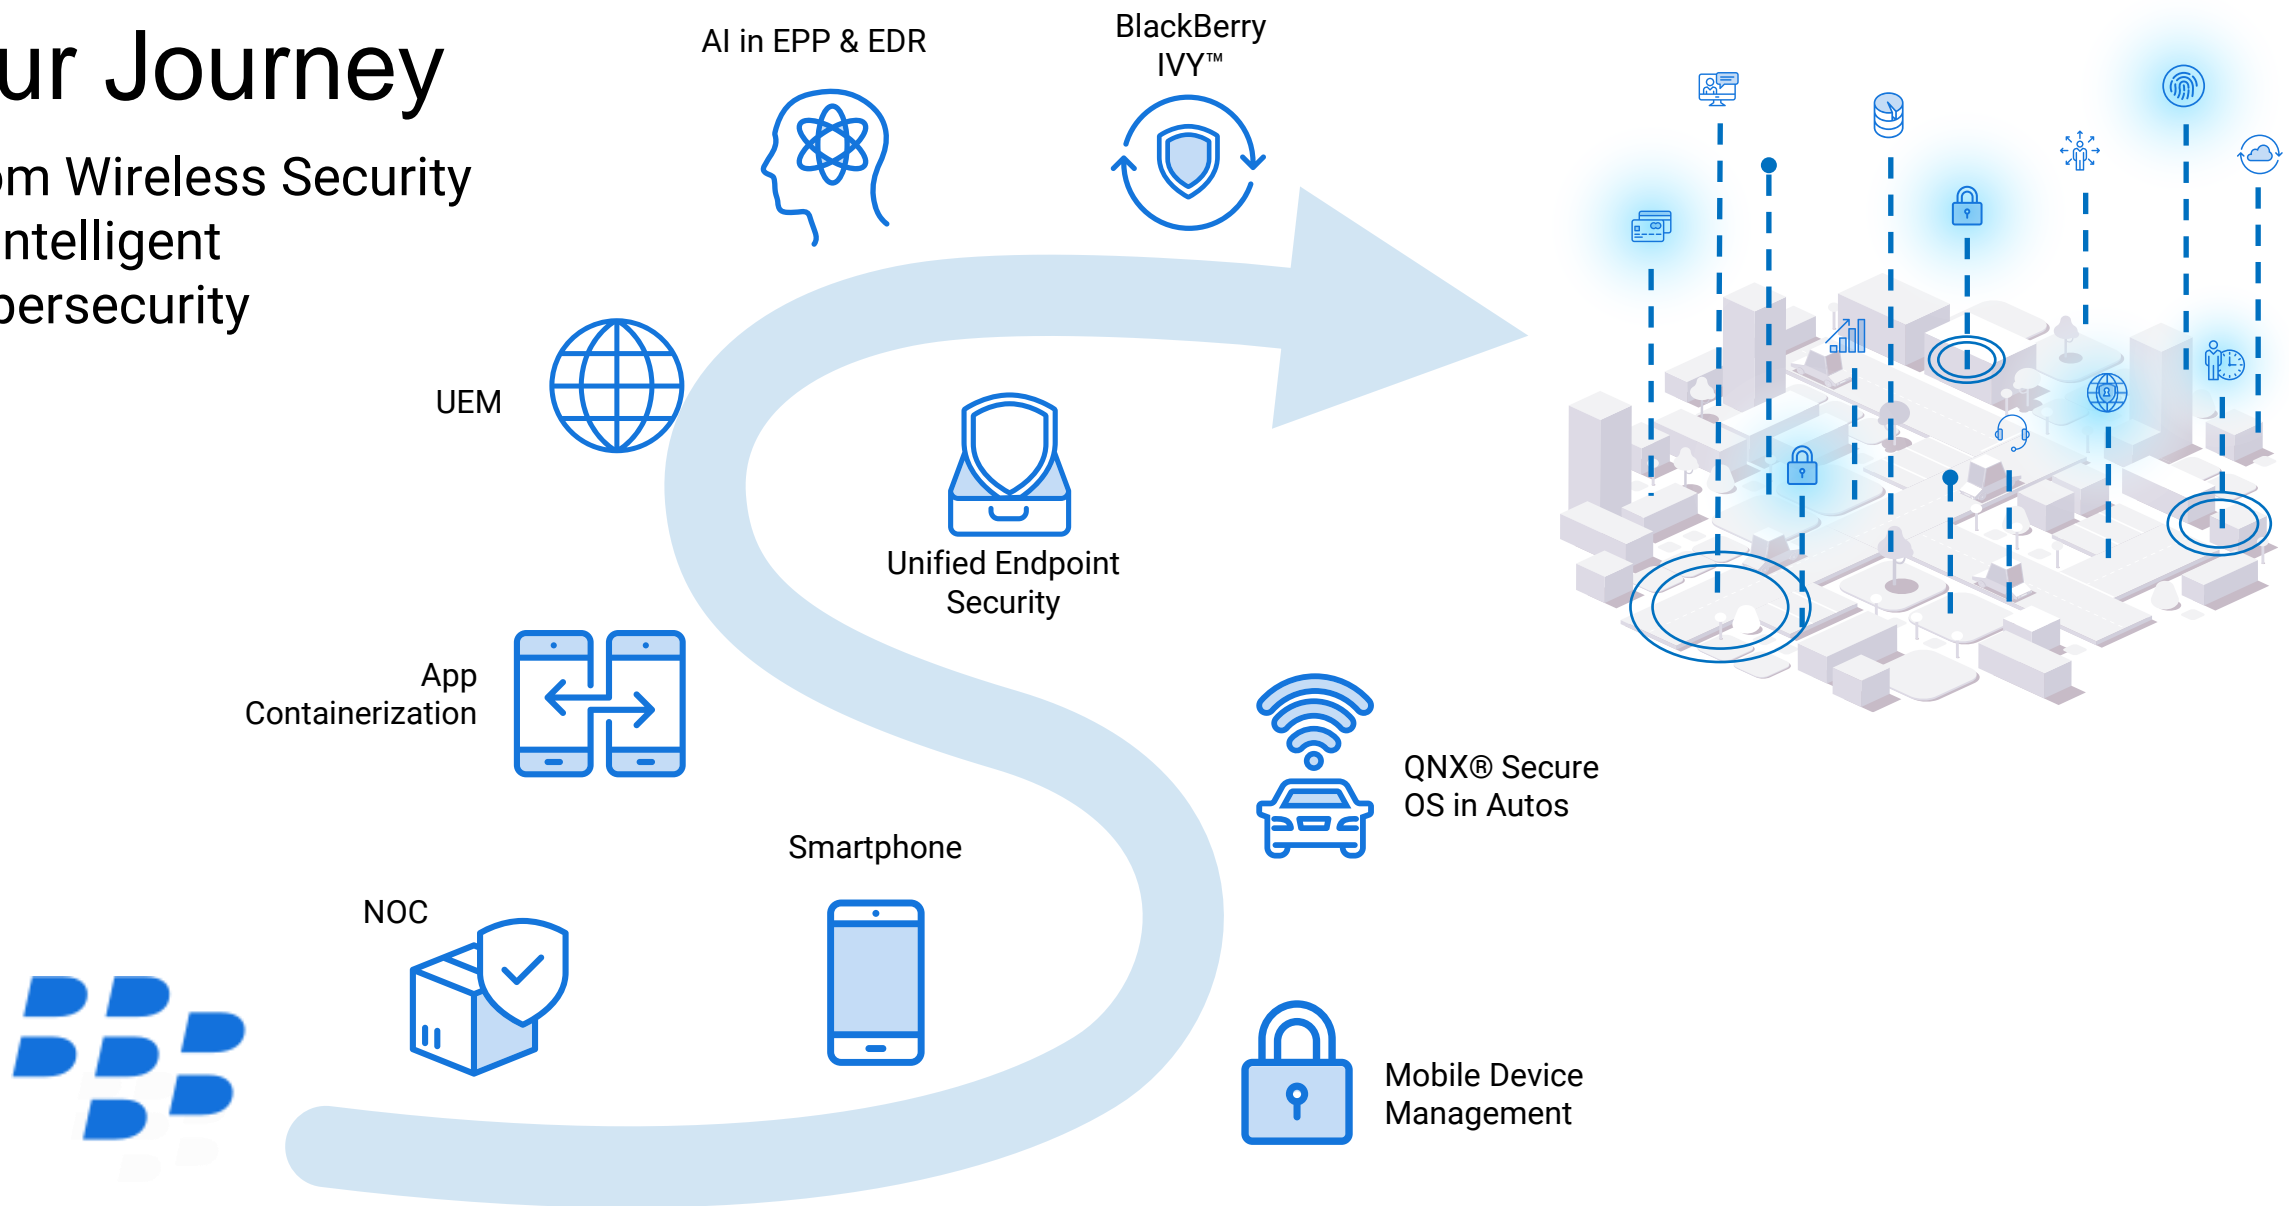 ur Journey
om Wireless Security
ntelligent
bersecurity
AI in EPP & EDR
BlackBerry
IVY™
UEM
Unified Endpoint
Security
App
Containerization
QNX® Secure
OS in Autos
Smartphone
NOC
Mobile Device
Management